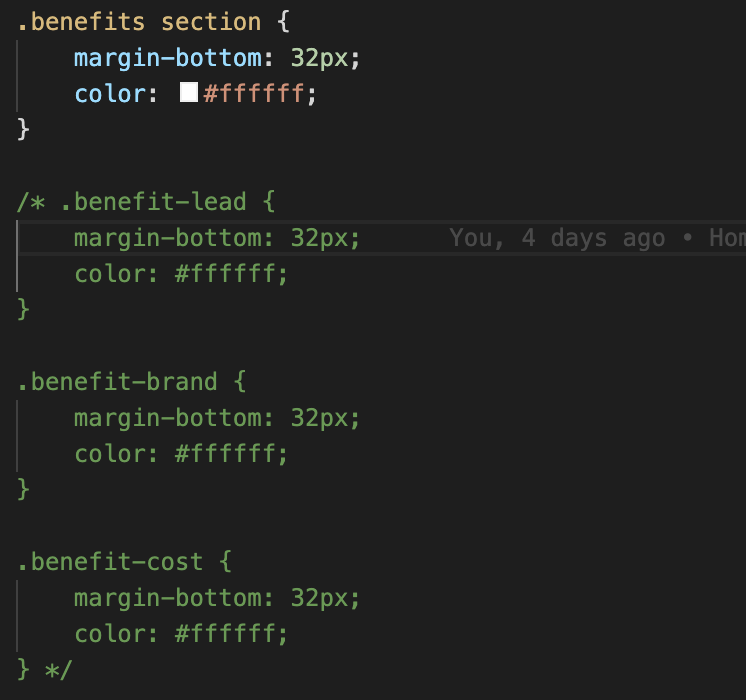 .benefits section {
    margin-bottom: 32px;
    color: #ffffff;
}
/* .benefit-lead {
    margin-bottom: 32px; You, 4 days ago •
    color: #ffffff;
}
.benefit-brand {
    margin-bottom: 32px;
    color: #ffffff;
}
.benefit-cost {
    margin-bottom: 32px;
    color: #ffffff;
} */